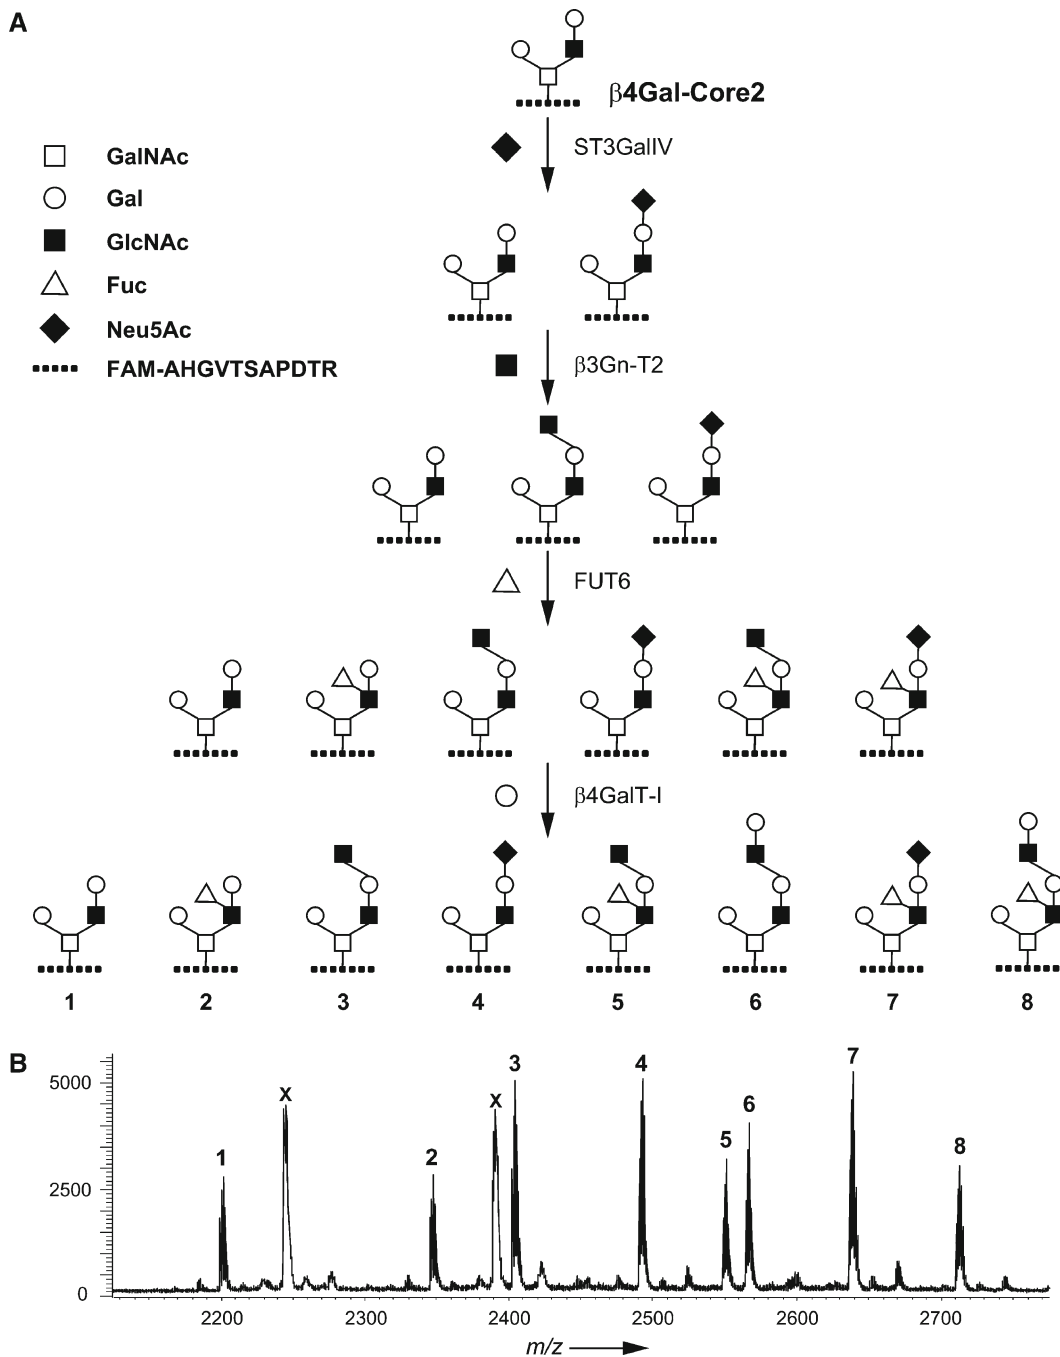 A
β4Gal-Core2
ST3GalIV
GalNAc
Gal
GlcNAc
Fuc
Neu5Ac
FAM-AHGVTSAPDTR
β3Gn-T2
FUT6
β4GalT-I
1 2 3 4 5 6 7 8
B
5000
2500
0
1 x 2 x 3 4 5 6 7 8
2200 2300 2400 2500 2600 2700
m/z